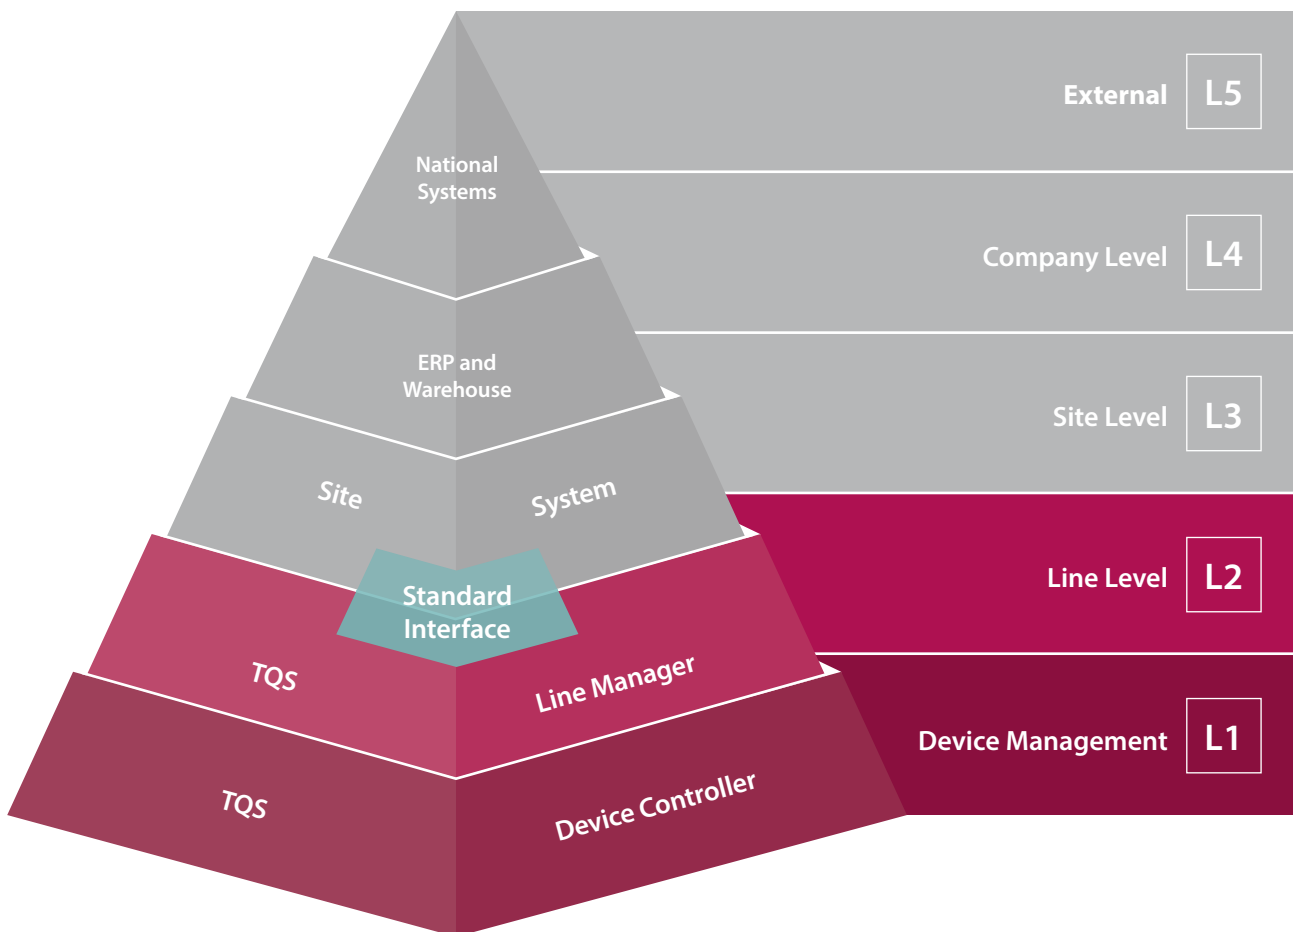 External L5
National
Systems
Company Level L4
ERP and
Warehouse
Site Level L3
Site System
Standard
Interface
Line Level L2
TQS Line Manager
Device Management L1
TQS Device Controller